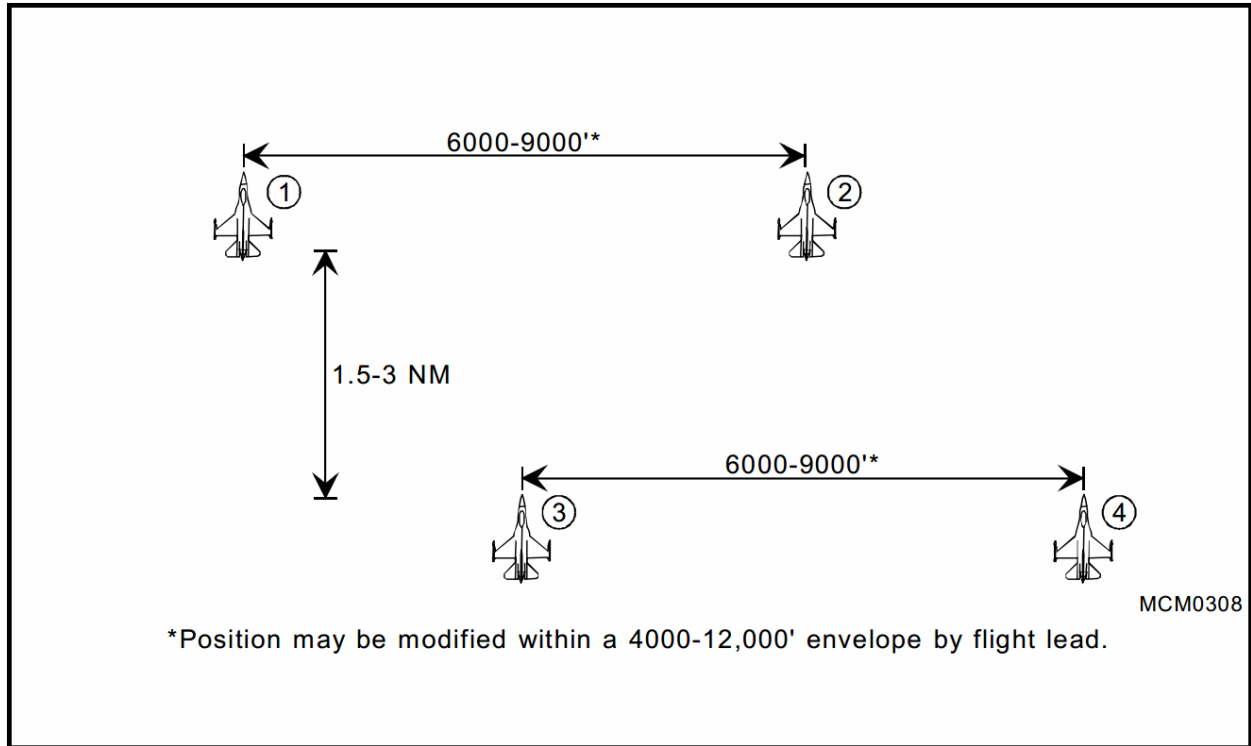 6000-9000'*
1
2
1.5-3 NM
6000-9000'*
3
4
MCM0308
*Position may be modified within a 4000-12,000' envelope by flight lead.